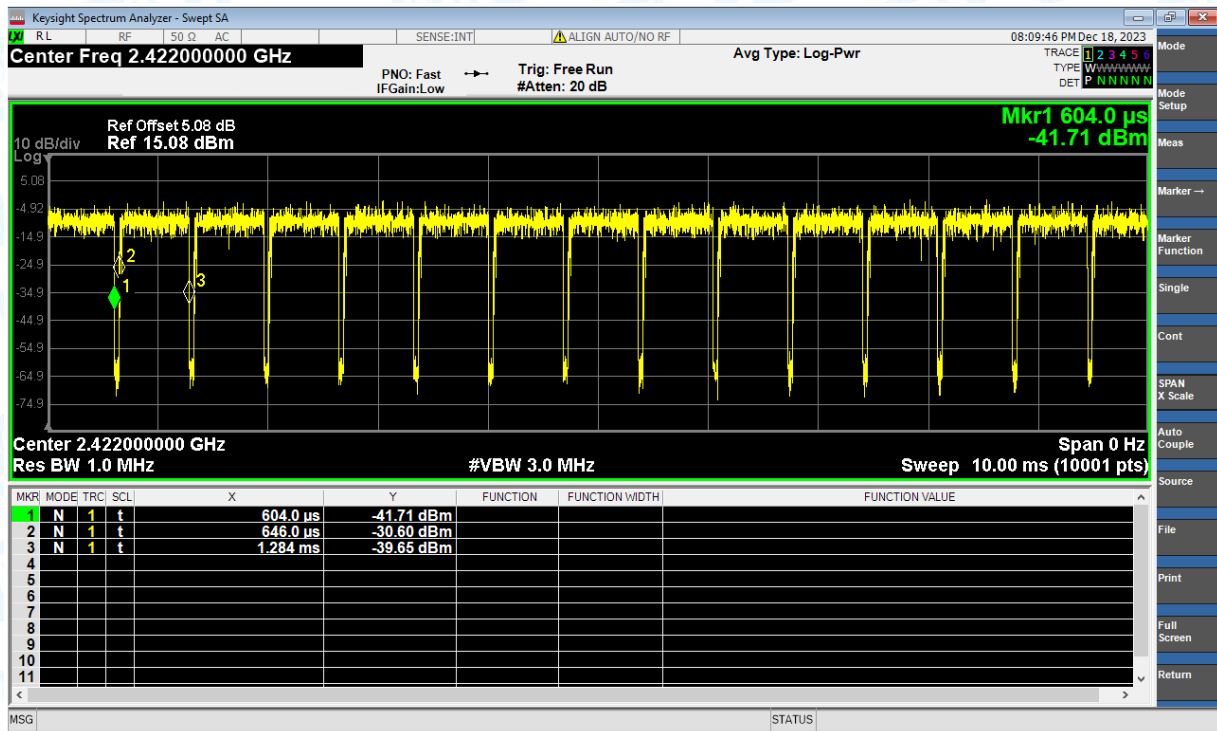 Keysight Spectrum Analyzer - Swept SA
LXI RL RF 50 Ω AC SENSE:INT ALIGN AUTO/NO RF 08:09:46 PM Dec 18, 2023
Center Freq 2.422000000 GHz
Avg Type: Log-Pwr
TRACE 1 2 3 4 5 6
TYPE WWWWWW
DET P N N N N N
PNO: Fast Trig: Free Run
IFGain:Low #Atten: 20 dB
Mkr1 604.0 µs
-41.71 dBm
Ref Offset 5.08 dB
10 dB/div Ref 15.08 dBm
Log
5.08
-4.92
-14.9
-24.9
-34.9
-44.9
-54.9
-64.9
-74.9
2
1
3
Center 2.422000000 GHz Span 0 Hz
Res BW 1.0 MHz #VBW 3.0 MHz Sweep 10.00 ms (10001 pts)
MKR MODE TRC SCL X Y FUNCTION FUNCTION WIDTH FUNCTION VALUE
1 N 1 t 604.0 µs -41.71 dBm
2 N 1 t 646.0 µs -30.60 dBm
3 N 1 t 1.284 ms -39.65 dBm
4
5
6
7
8
9
10
11
MSG STATUS
Mode
Mode
Setup
Meas
Marker →
Marker
Function
Single
Cont
SPAN
X Scale
Auto
Couple
Source
File
Print
Full
Screen
Return